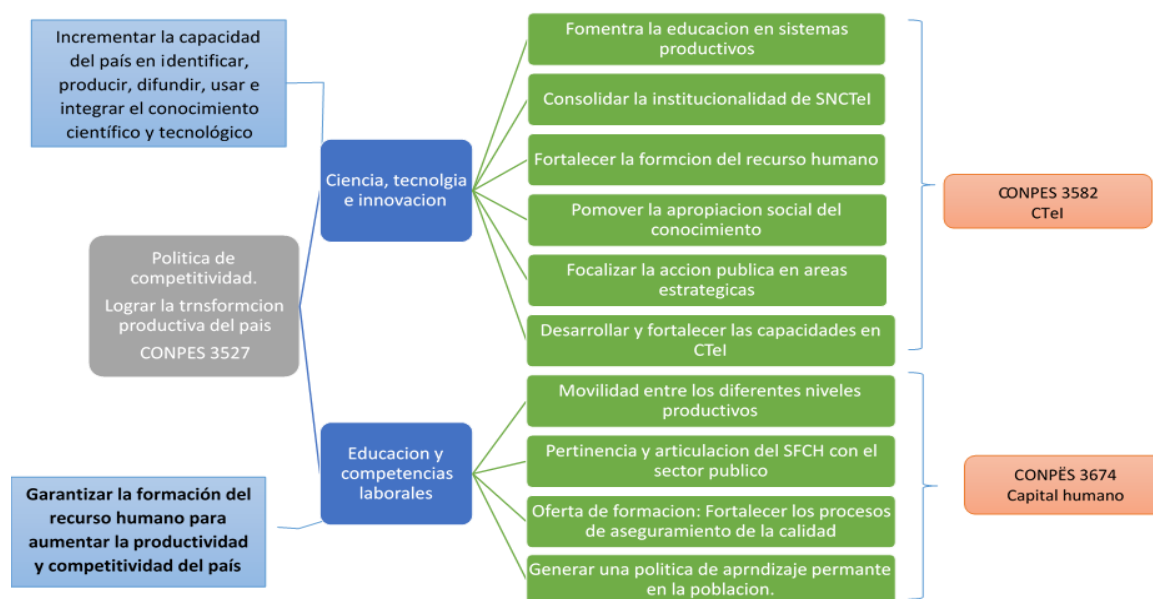 Incrementar la capacidad
del país en identificar,
producir, difundir, usar e
integrar el conocimiento
científico y tecnológico
Politica de
competitividad.
Lograr la trnsformcion
productiva del pais
CONPES 3527
Garantizar la formación del
recurso humano para
aumentar la productividad
y competitividad del país
Ciencia, tecnolgia
e innovacion
Educacion y
competencias
laborales
Fomentra la educacion en sistemas
productivos
Consolidar la institucionalidad de SNCTeI
Fortalecer la formcion del recurso humano
Pomover la apropiacion social del
conocimiento
Focalizar la accion publica en areas
estrategicas
Desarrollar y fortalecer las capacidades en
CTeI
Movilidad entre los diferentes niveles
productivos
Pertinencia y articulacion del SFCH con el
sector publico
Oferta de formacion: Fortalecer los procesos
de aseguramiento de la calidad
Generar una politica de aprndizaje permante
en la poblacion.
CONPES 3582
CTeI
CONPËS 3674
Capital humano